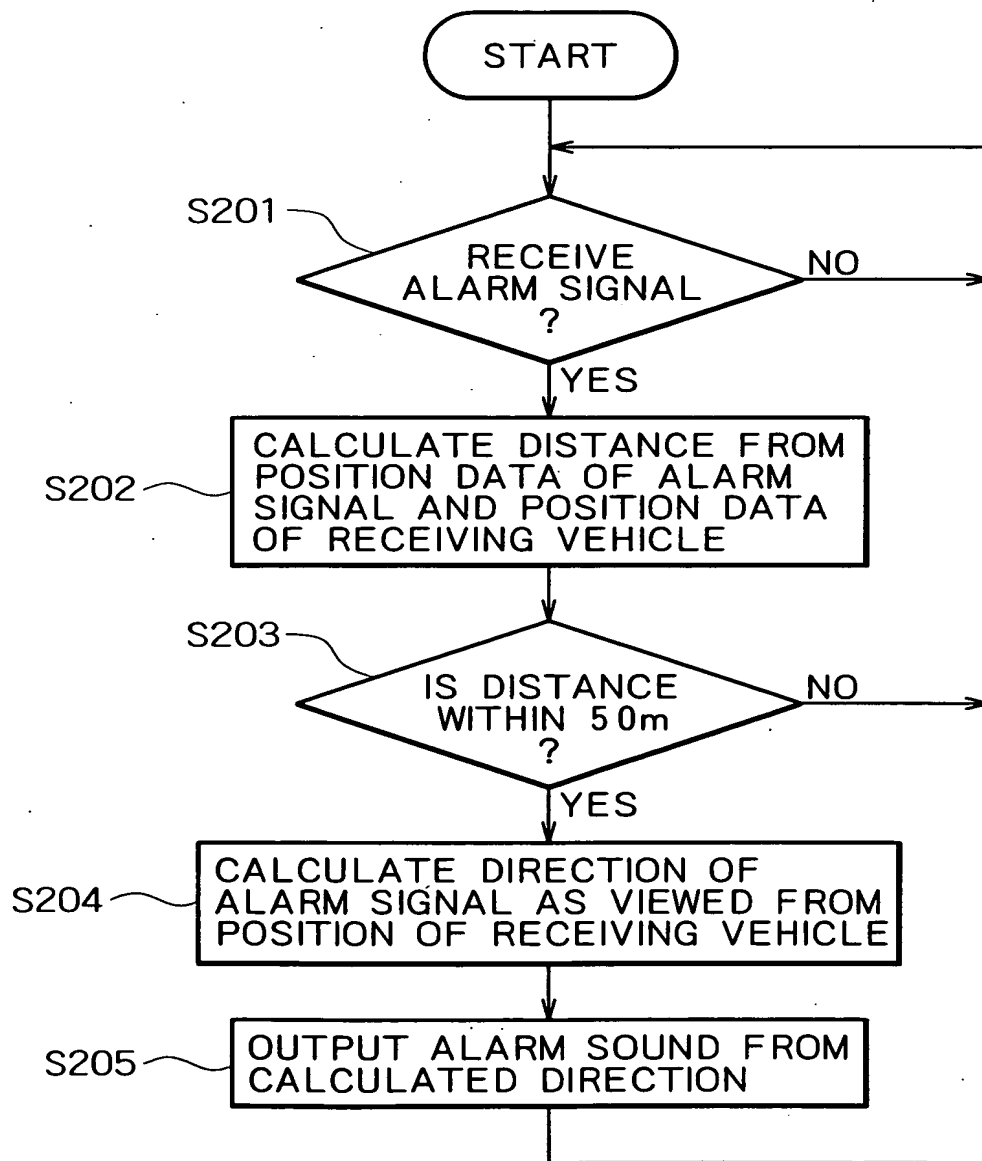 START
S201
RECEIVE
ALARM SIGNAL
?
NO
YES
S202
CALCULATE DISTANCE FROM
POSITION DATA OF ALARM
SIGNAL AND POSITION DATA
OF RECEIVING VEHICLE
S203
IS DISTANCE
WITHIN 50m
?
NO
YES
S204
CALCULATE DIRECTION OF
ALARM SIGNAL AS VIEWED FROM
POSITION OF RECEIVING VEHICLE
S205
OUTPUT ALARM SOUND FROM
CALCULATED DIRECTION